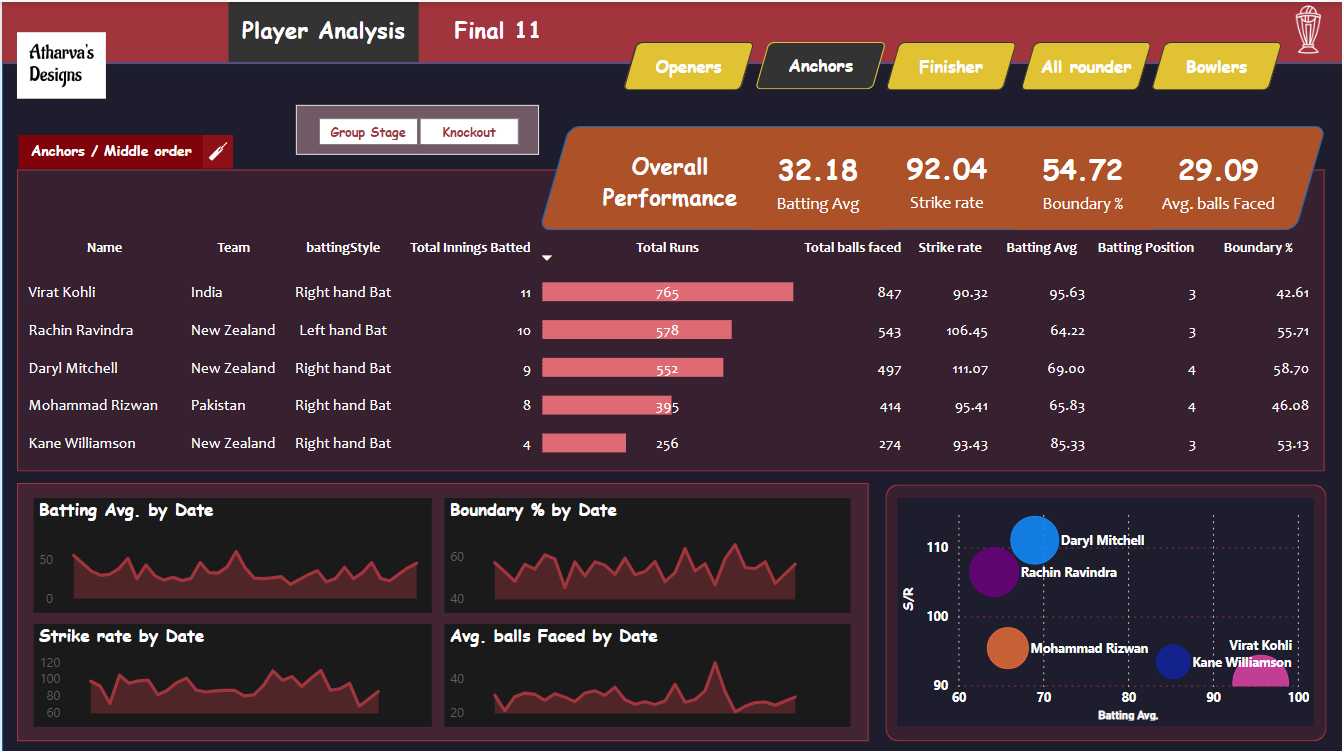 Player Analysis
Final 11
Atharva's
Designs
Openers
Anchors
Finisher
All rounder
Bowlers
Group Stage
Knockout
Anchors / Middle order
Overall
Performance
32.18
Batting Avg
92.04
Strike rate
54.72
Boundary %
29.09
Avg. balls Faced
Name Team battingStyle Total Innings Batted Total Runs Total balls faced Strike rate Batting Avg Batting Position Boundary %
Virat Kohli India Right hand Bat 11 765 847 90.32 95.63 3 42.61
Rachin Ravindra New Zealand Left hand Bat 10 578 543 106.45 64.22 3 55.71
Daryl Mitchell New Zealand Right hand Bat 9 552 497 111.07 69.00 4 58.70
Mohammad Rizwan Pakistan Right hand Bat 8 395 414 95.41 65.83 4 46.08
Kane Williamson New Zealand Right hand Bat 4 256 274 93.43 85.33 3 53.13
Batting Avg. by Date
50
0
Boundary % by Date
60
40
Strike rate by Date
120
100
80
60
Avg. balls Faced by Date
40
20
S/R
110
100
90
Daryl Mitchell
Rachin Ravindra
Mohammad Rizwan
Virat Kohli
Kane Williamson
60 70 80 90 100
Batting Avg.